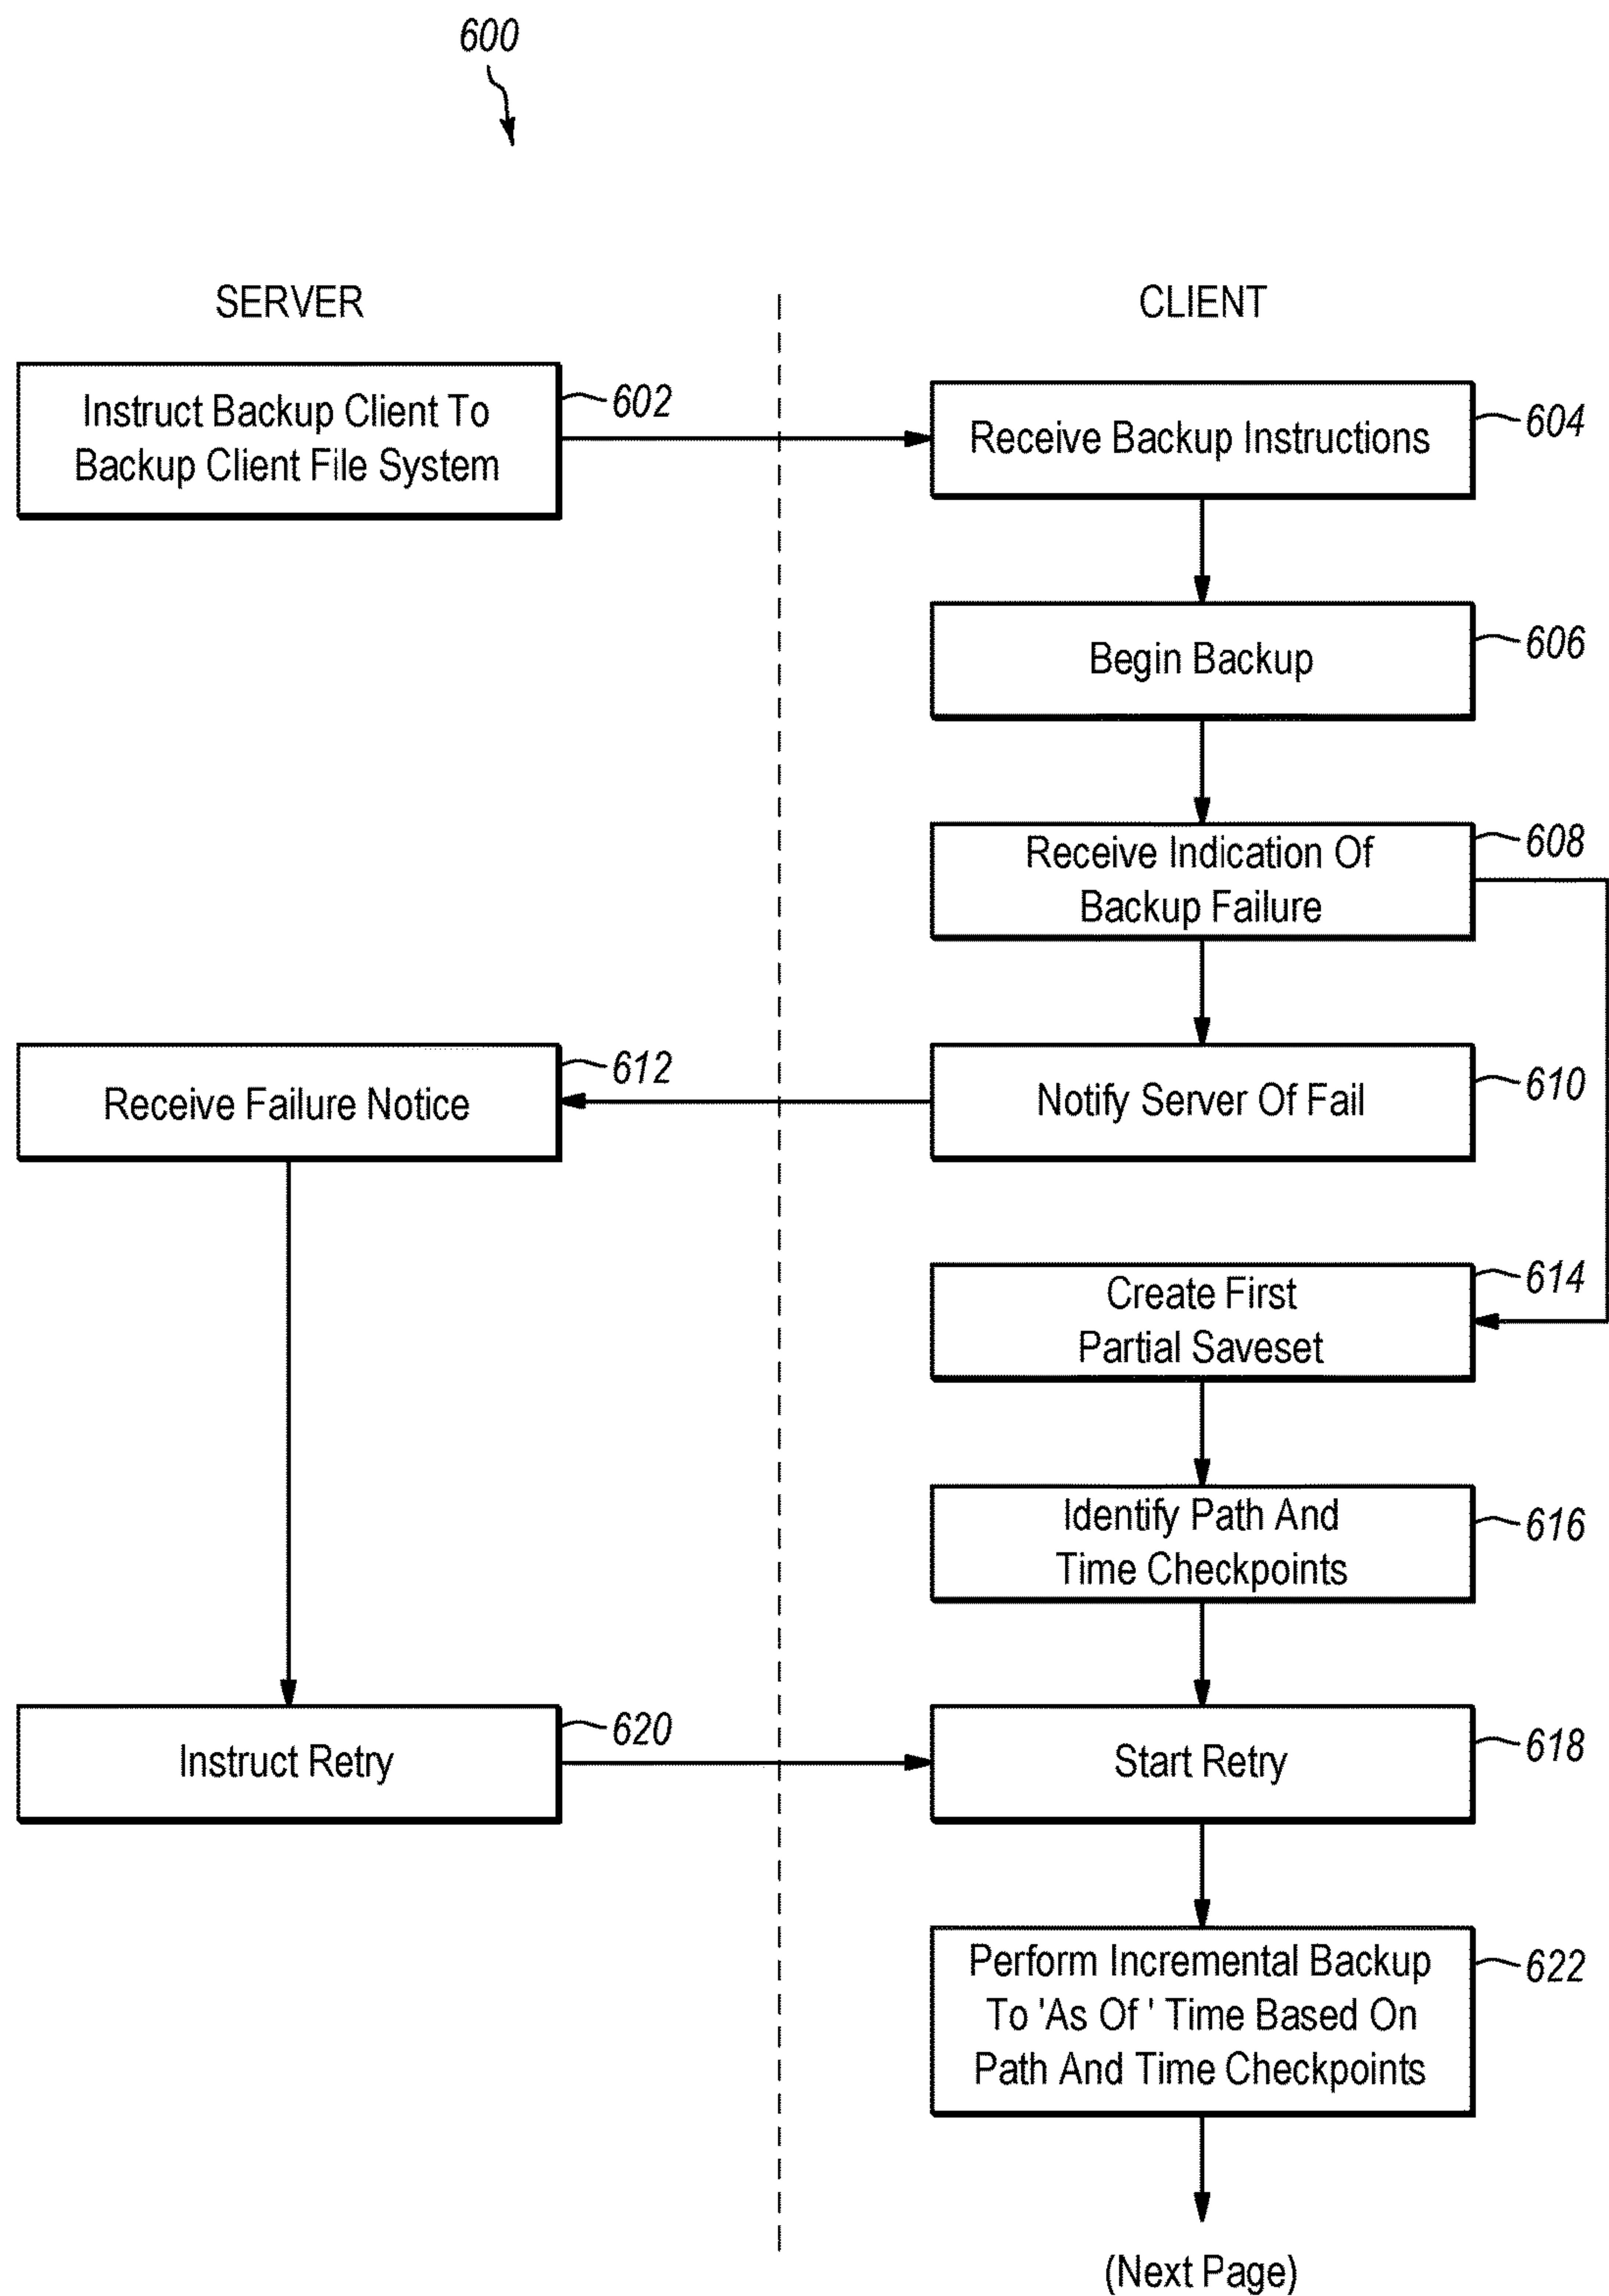 600
SERVER
CLIENT
Instruct Backup Client To
Backup Client File System
602
Receive Backup Instructions
604
Begin Backup
606
Receive Indication Of
Backup Failure
608
Receive Failure Notice
612
Notify Server Of Fail
610
Create First
Partial Saveset
614
Identify Path And
Time Checkpoints
616
Instruct Retry
620
Start Retry
618
Perform Incremental Backup
To 'As Of ' Time Based On
Path And Time Checkpoints
622
(Next Page)